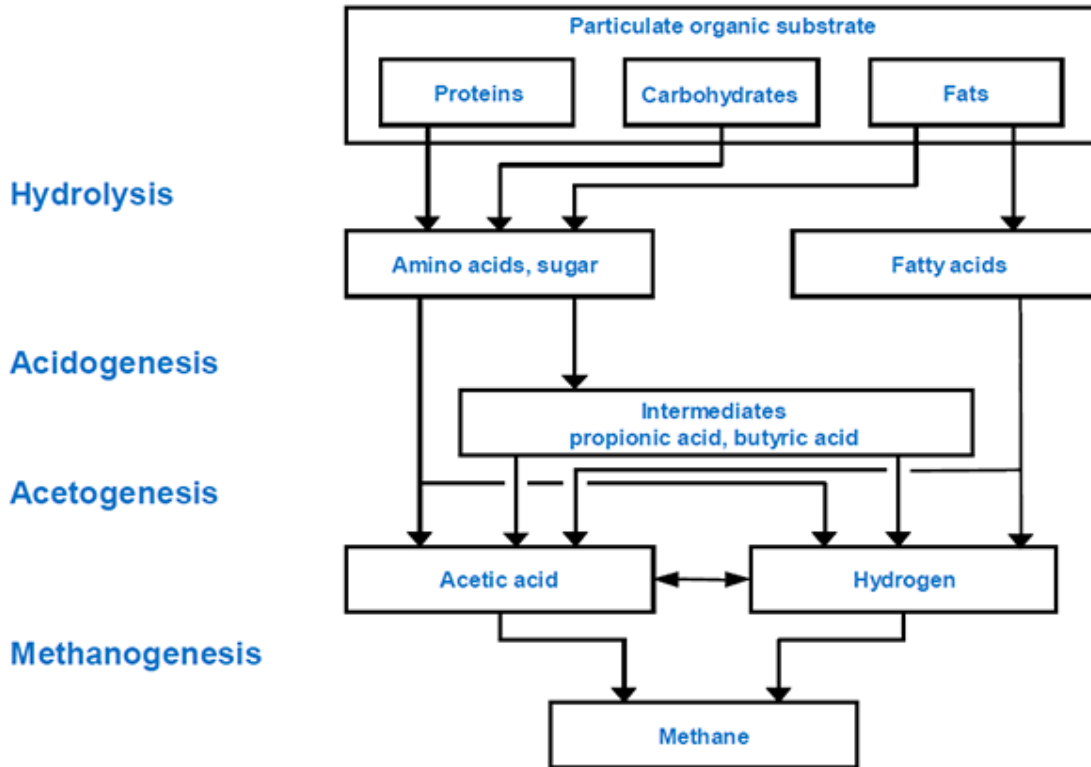 Particulate organic substrate
Proteins
Carbohydrates
Fats
Hydrolysis
Amino acids, sugar
Fatty acids
Acidogenesis
Intermediates
propionic acid, butyric acid
Acetogenesis
Acetic acid
Hydrogen
Methanogenesis
Methane